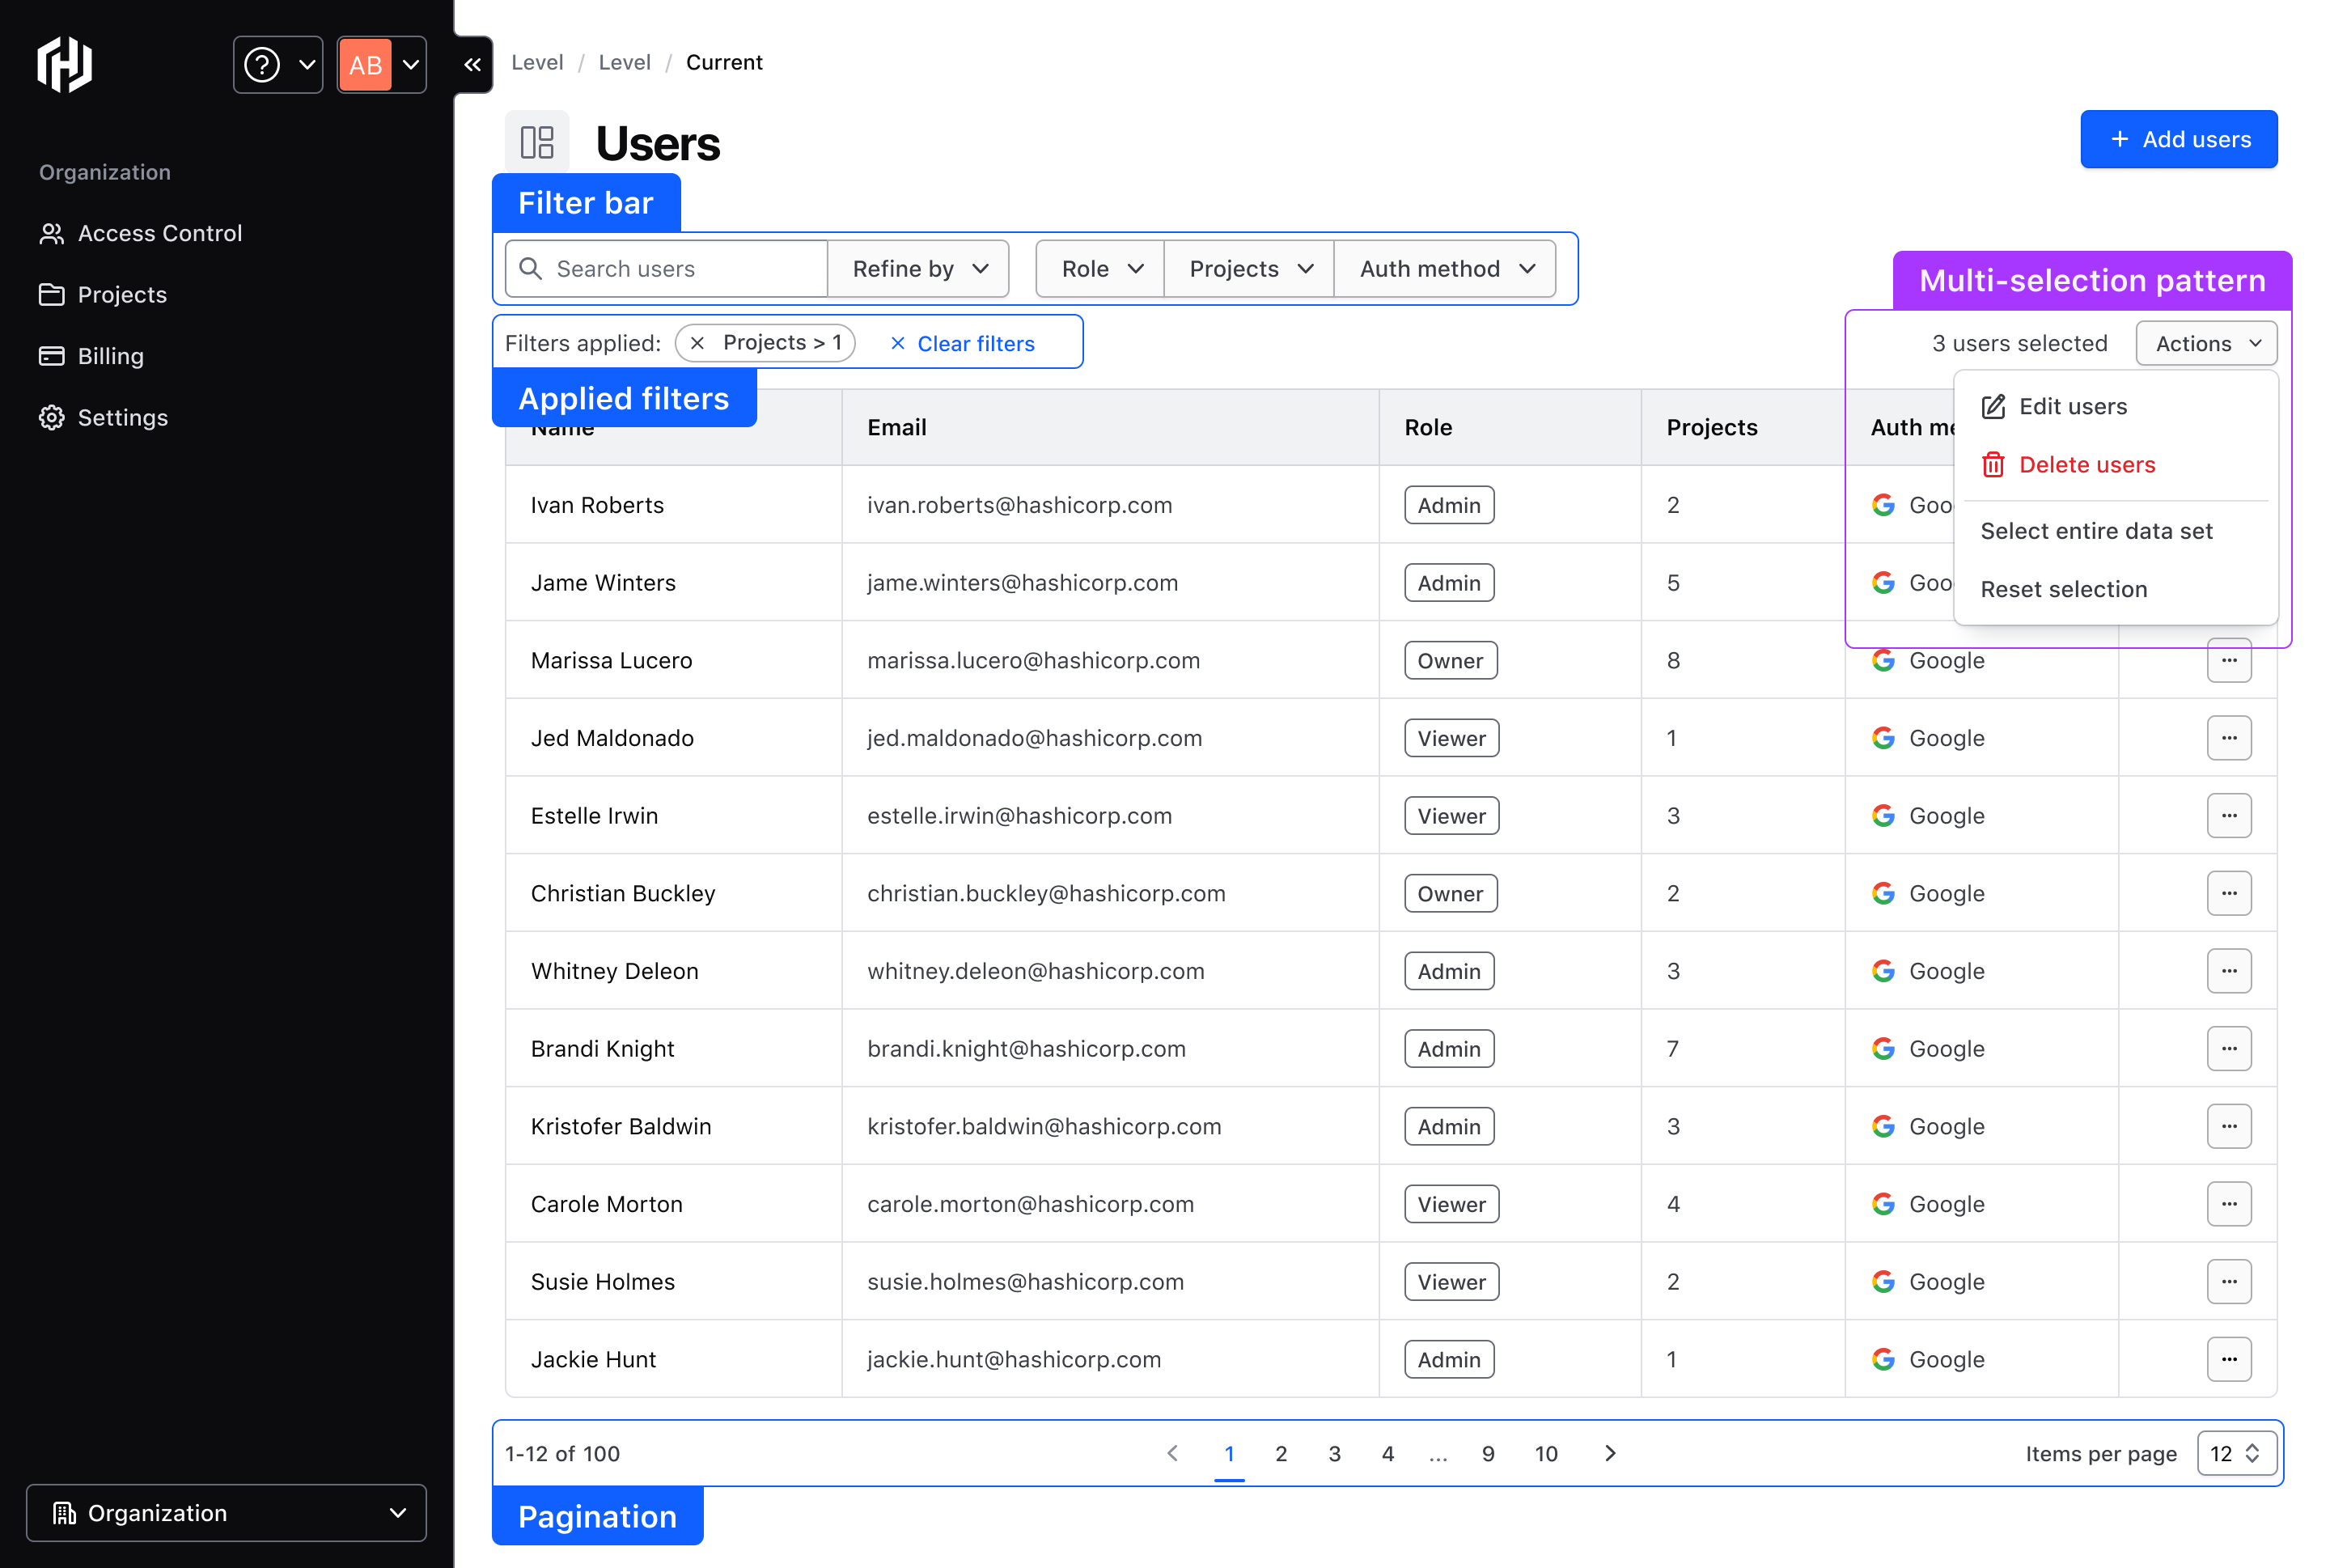 AB
Organization
Access Control
Projects
Billing
Settings
Organization
Level / Level / Current
Users
+ Add users
Filter bar
Search users Refine by Role Projects Auth method
Multi-selection pattern
Filters applied: Projects > 1 Clear filters
3 users selected Actions
Applied filters
Edit users
Delete users
Select entire data set
Reset selection
Name Email Role Projects Auth me
Ivan Roberts ivan.roberts@hashicorp.com Admin 2 Goo
Jame Winters jame.winters@hashicorp.com Admin 5 Goo
Marissa Lucero marissa.lucero@hashicorp.com Owner 8 Google
Jed Maldonado jed.maldonado@hashicorp.com Viewer 1 Google
Estelle Irwin estelle.irwin@hashicorp.com Viewer 3 Google
Christian Buckley christian.buckley@hashicorp.com Owner 2 Google
Whitney Deleon whitney.deleon@hashicorp.com Admin 3 Google
Brandi Knight brandi.knight@hashicorp.com Admin 7 Google
Kristofer Baldwin kristofer.baldwin@hashicorp.com Admin 3 Google
Carole Morton carole.morton@hashicorp.com Viewer 4 Google
Susie Holmes susie.holmes@hashicorp.com Viewer 2 Google
Jackie Hunt jackie.hunt@hashicorp.com Admin 1 Google
1-12 of 100 1 2 3 4 ... 9 10 Items per page 12
Pagination